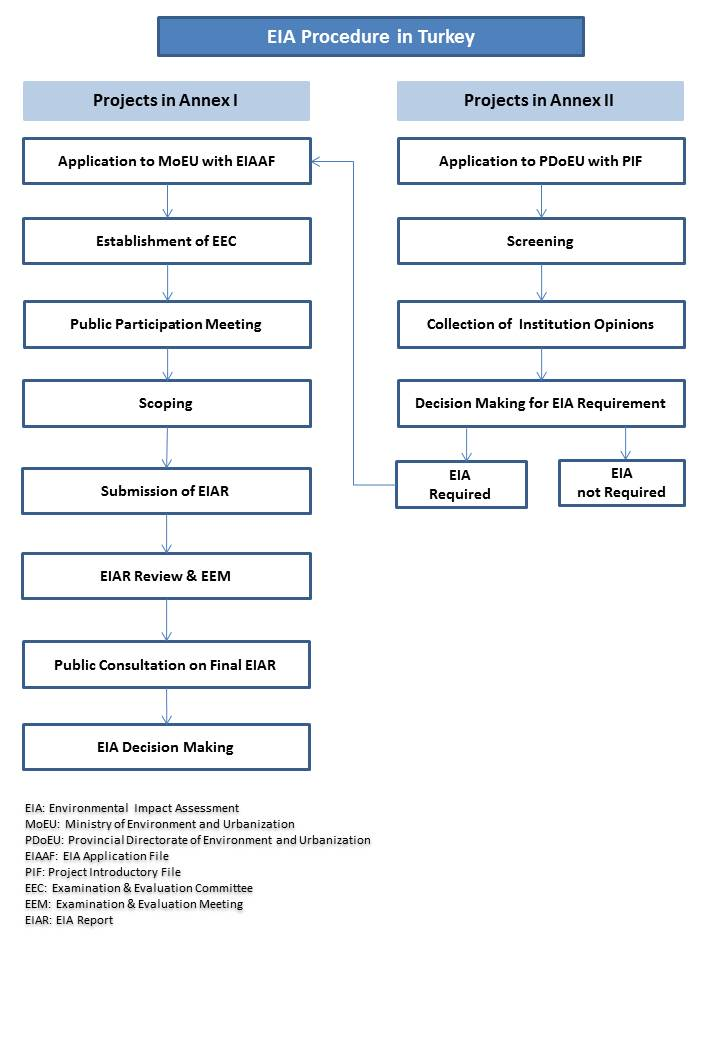 EIA Procedure in Turkey
Projects in Annex I
Application to MoEU with EIAAF
Establishment of EEC
Public Participation Meeting
Scoping
Submission of EIAR
EIAR Review & EEM
Public Consultation on Final EIAR
EIA Decision Making
Projects in Annex II
Application to PDoEU with PIF
Screening
Collection of Institution Opinions
Decision Making for EIA Requirement
EIA
Required
EIA
not Required
EIA: Environmental Impact Assessment
MoEU: Ministry of Environment and Urbanization
PDoEU: Provincial Directorate of Environment and Urbanization
EIAAF: EIA Application File
PIF: Project Introductory File
EEC: Examination & Evaluation Committee
EEM: Examination & Evaluation Meeting
EIAR: EIA Report